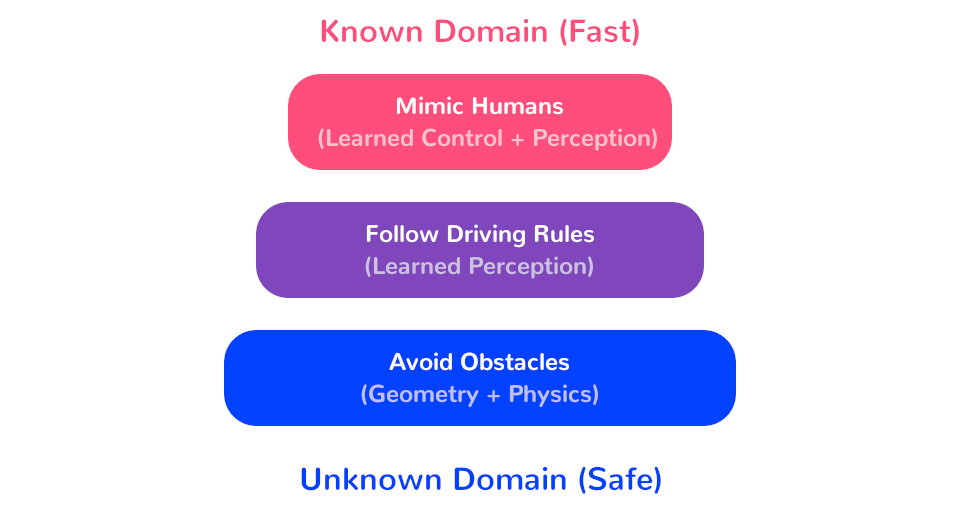 Known Domain (Fast)
Mimic Humans
(Learned Control + Perception)
Follow Driving Rules
(Learned Perception)
Avoid Obstacles
(Geometry + Physics)
Unknown Domain (Safe)